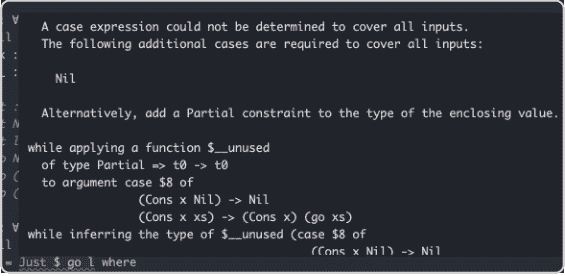 A case expression could not be determined to cover all inputs.
The following additional cases are required to cover all inputs:
Nil
Alternatively, add a Partial constraint to the type of the enclosing value.
while applying a function $__unused
of type Partial => t0 -> t0
to argument case $8 of
(Cons x Nil) -> Nil
(Cons x xs) -> (Cons x) (go xs)
while inferring the type of $__unused (case $8 of
(Cons x Nil) -> Nil
= Just $ go l where